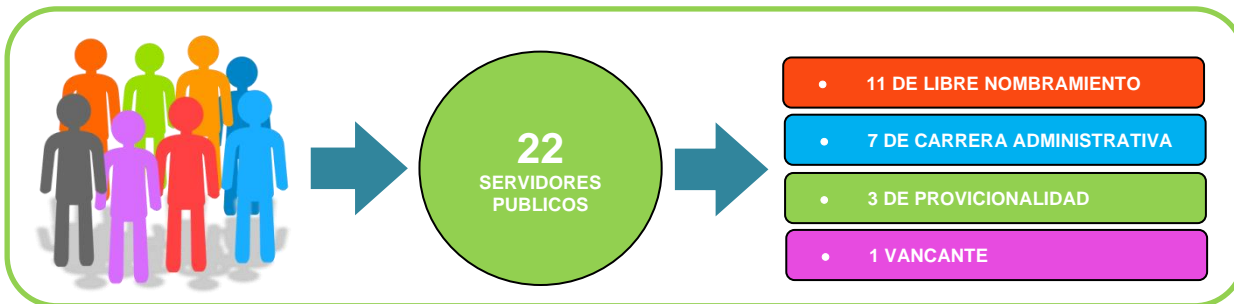 22
SERVIDORES
PUBLICOS
• 11 DE LIBRE NOMBRAMIENTO
• 7 DE CARRERA ADMINISTRATIVA
• 3 DE PROVICIONALIDAD
• 1 VANCANTE